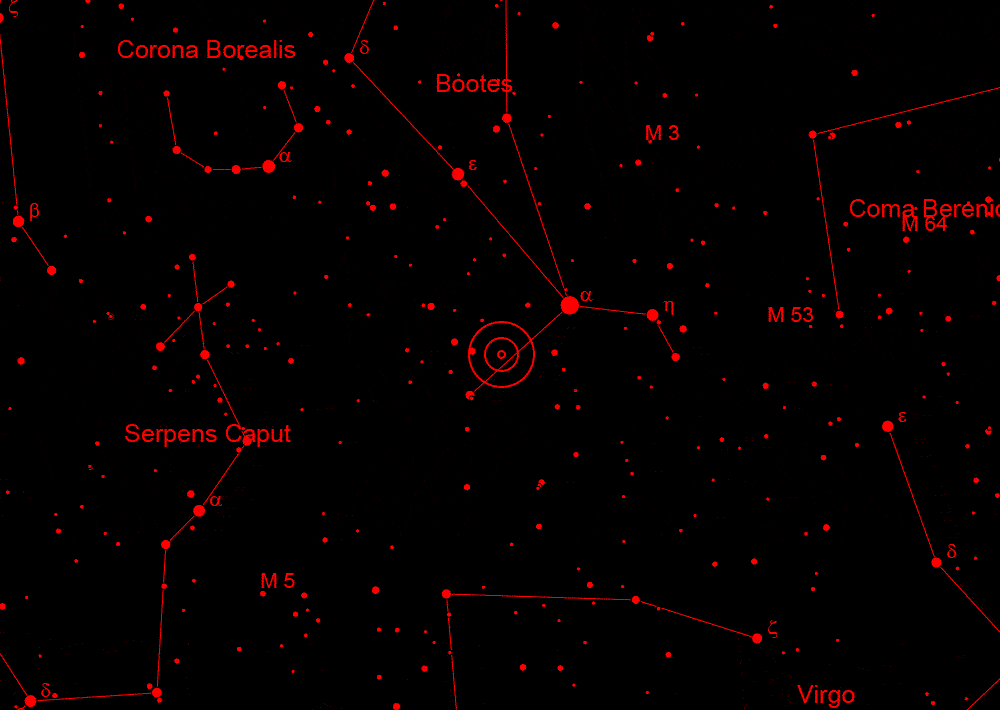 ζ
δ
Corona Borealis
Bootes
M 3
α
ε
β
Coma Berenic
M 64
α
η
M 53
ε
Serpens Caput
α
δ
M 5
ζ
δ
Virgo